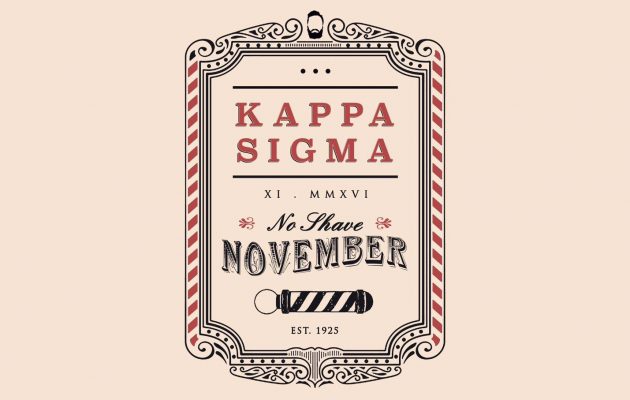 KAPPA
SIGMA
XI . MMXVI
No Shave
NOVEMBER
EST. 1925